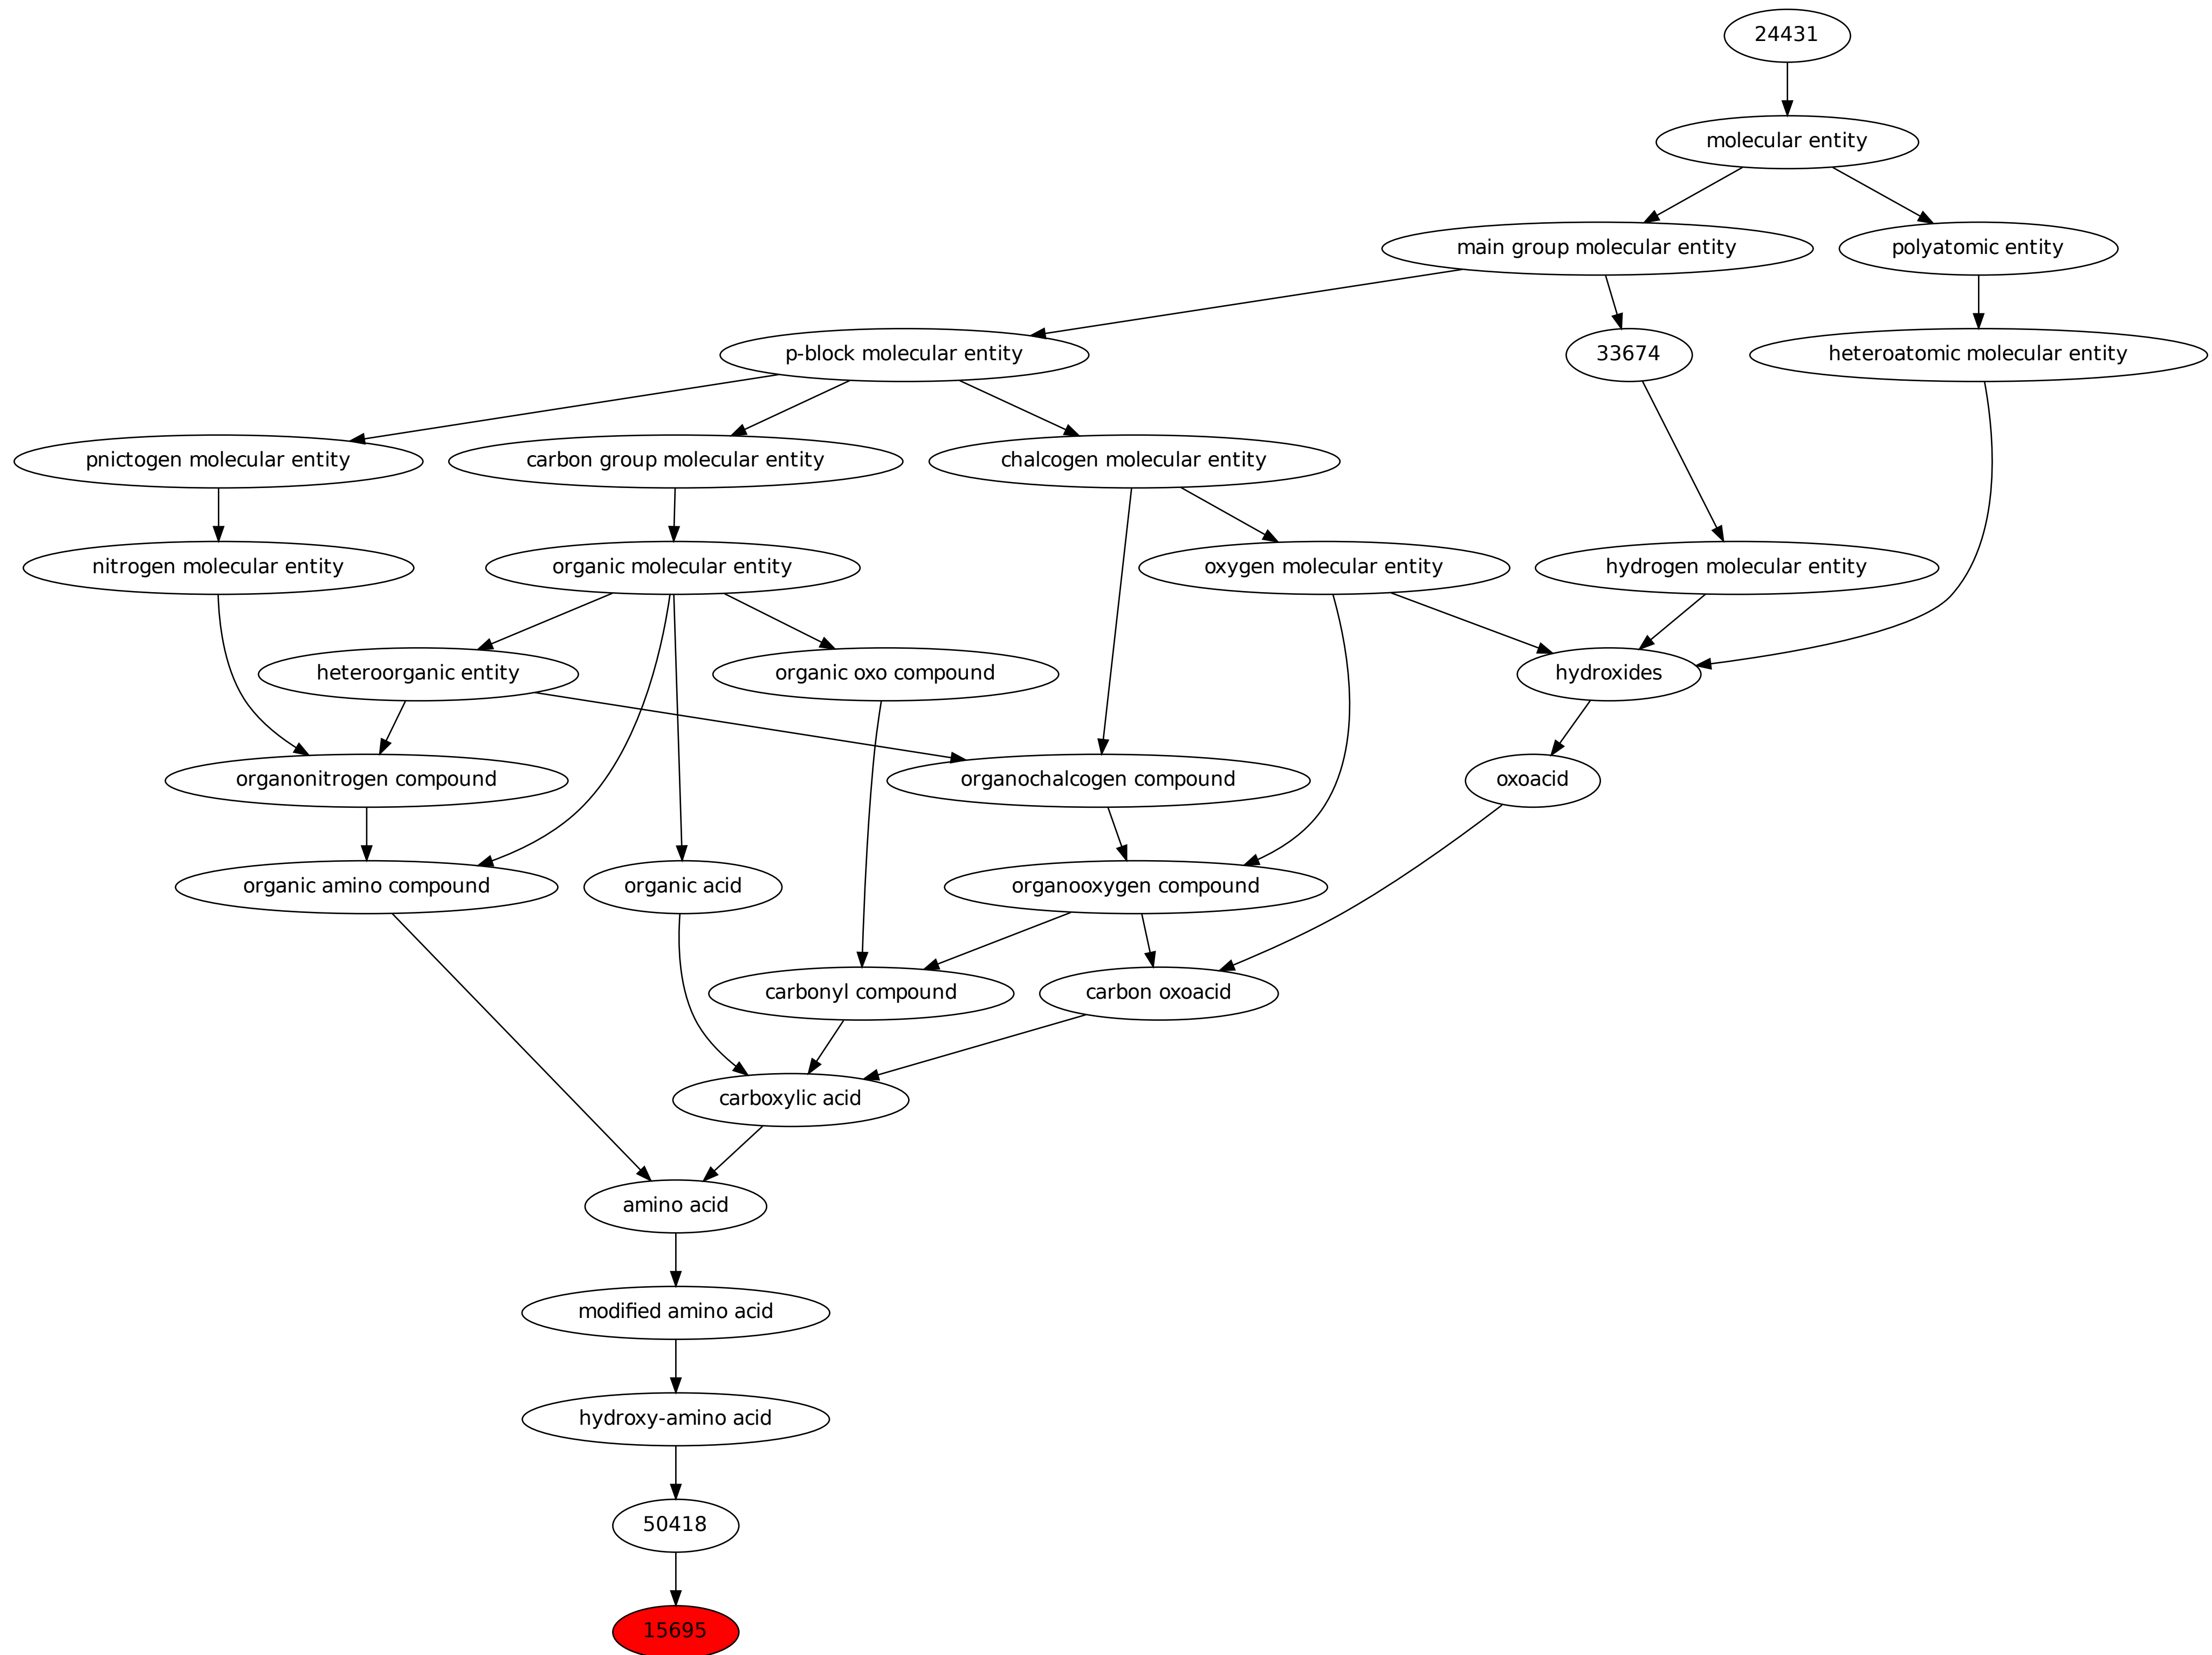 24431
molecular entity
main group molecular entity
polyatomic entity
p-block molecular entity
33674
heteroatomic molecular entity
pnictogen molecular entity
carbon group molecular entity
chalcogen molecular entity
nitrogen molecular entity
organic molecular entity
oxygen molecular entity
hydrogen molecular entity
heteroorganic entity
organic oxo compound
hydroxides
organonitrogen compound
organochalcogen compound
oxoacid
organic amino compound
organic acid
organooxygen compound
carbonyl compound
carbon oxoacid
carboxylic acid
amino acid
modified amino acid
hydroxy-amino acid
50418
15695